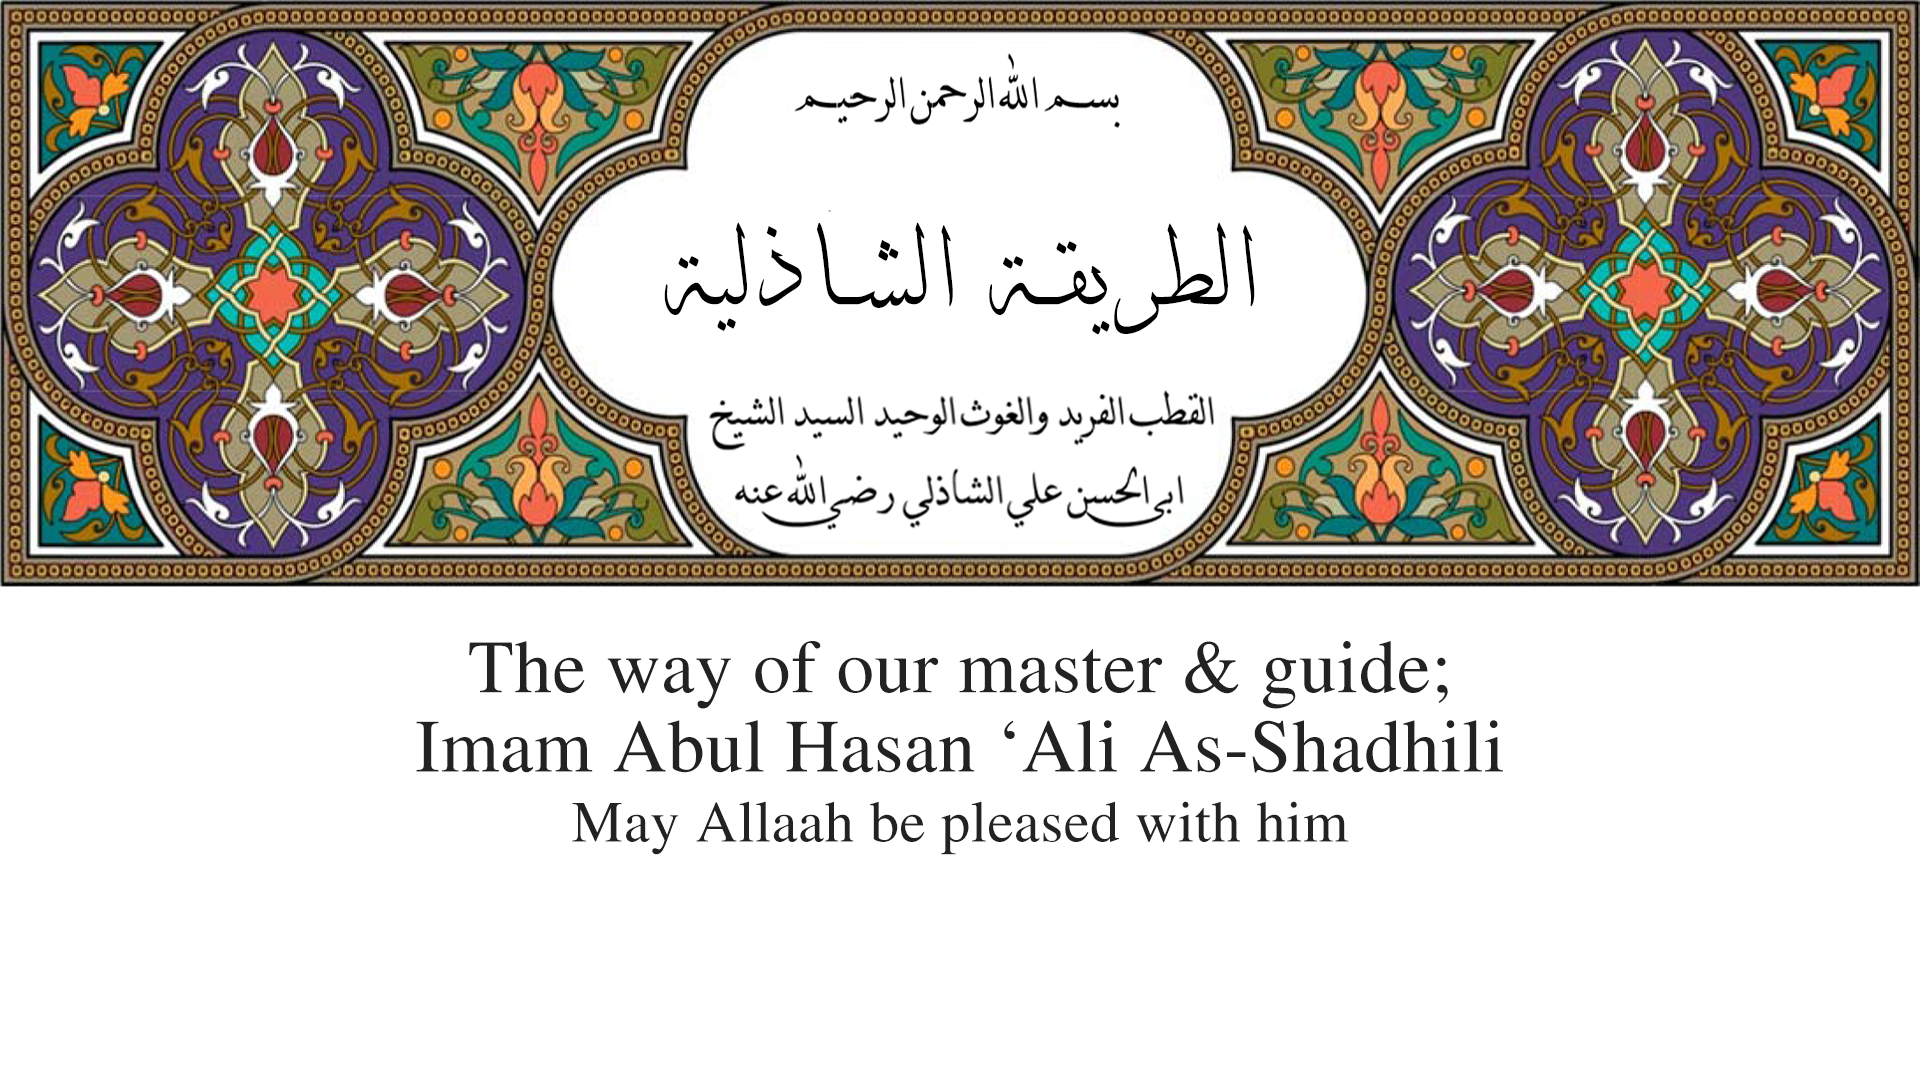 بسم الله الرحمن الرحيم
الطريقة الشاذلية
القطب الفريد والغوث الوحيد السيد الشيخ
ابي الحسن علي الشاذلي رضي الله عنه
The way of our master & guide;
Imam Abul Hasan ‘Ali As-Shadhili
May Allaah be pleased with him